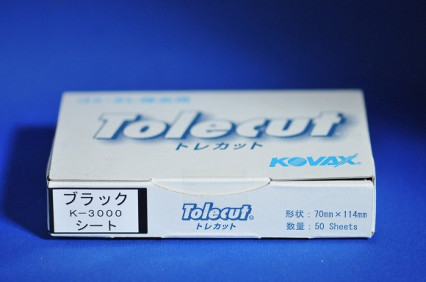 Tolecut
トレカット
KOVAX
ブラック
K-3000
シート
Tolecut®
トレカット
形状：70mm×114mm
数量：50 Sheets